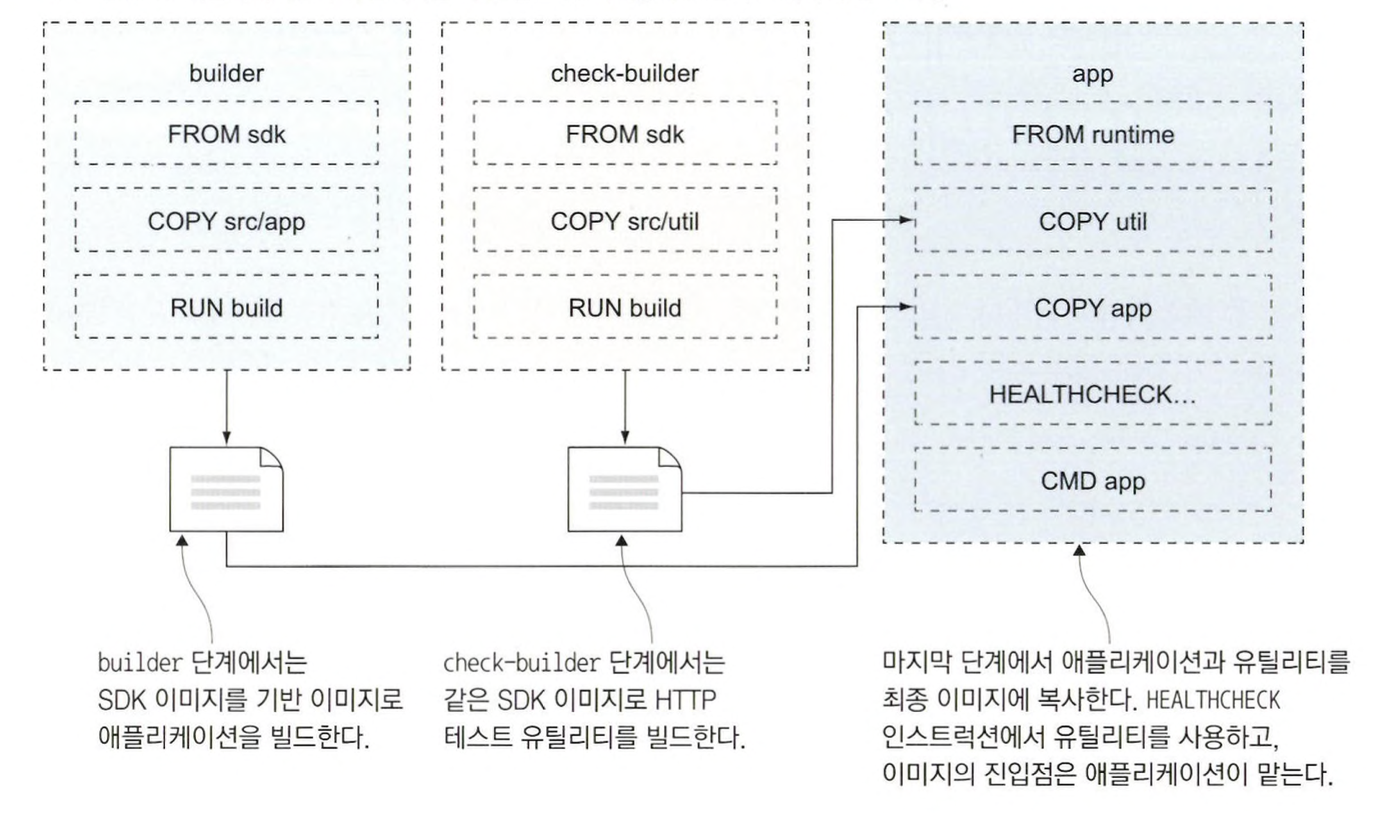 builder
FROM sdk
COPY src/app
RUN build
check-builder
FROM sdk
COPY src/util
RUN build
app
FROM runtime
COPY util
COPY app
HEALTHCHECK…
CMD app
builder 단계에서는
SDK 이미지를 기반 이미지로
애플리케이션을 빌드한다.
check-builder 단계에서는
같은 SDK 이미지로 HTTP
테스트 유틸리티를 빌드한다.
마지막 단계에서 애플리케이션과 유틸리티를
최종 이미지에 복사한다. HEALTHCHECK
인스트럭션에서 유틸리티를 사용하고,
이미지의 진입점은 애플리케이션이 맡는다.